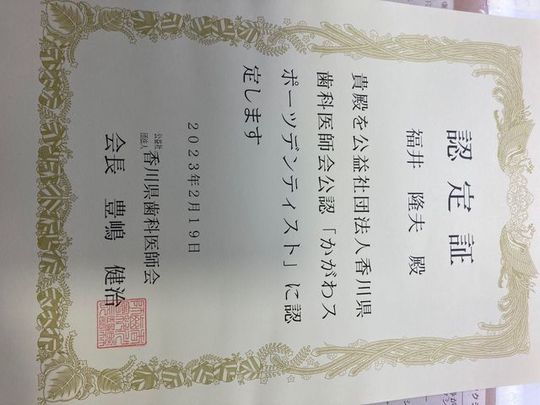 認定証
福井 隆夫 殿
貴殿を公益社団法人香川県
歯科医師会公認「かがわス
ポーツデンティスト」に認
定します
2023年2月19日
公益社団法人 香川県歯科医師会
会長 豊嶋 健治